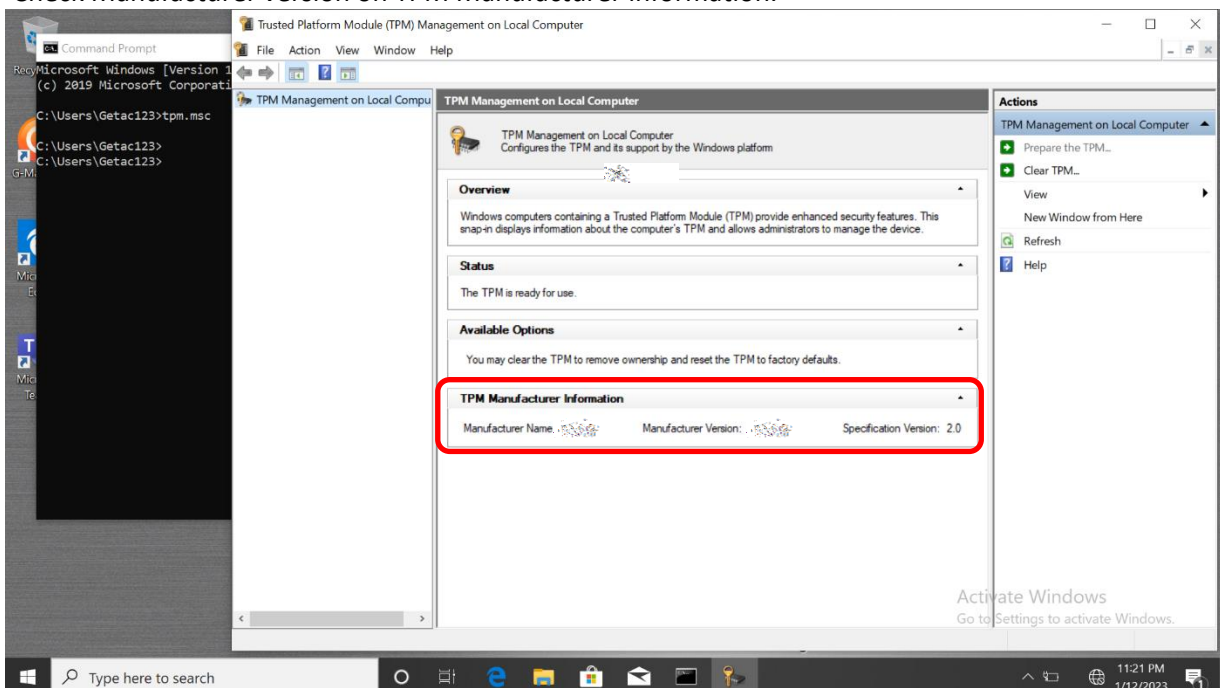 Check manufacturer version on TPM manufacturer information.
Trusted Platform Module (TPM) Management on Local Computer
File Action View Window Help
Command Prompt
Microsoft Windows [Version 1
(c) 2019 Microsoft Corporati
C:\Users\Getac123>tpm.msc
C:\Users\Getac123>
C:\Users\Getac123>
TPM Management on Local Compu
TPM Management on Local Computer
TPM Management on Local Computer
Configures the TPM and its support by the Windows platform
Overview
Windows computers containing a Trusted Platform Module (TPM) provide enhanced security features. This
snap-in displays information about the computer's TPM and allows administrators to manage the device.
Status
The TPM is ready for use.
Available Options
You may clear the TPM to remove ownership and reset the TPM to factory defaults.
TPM Manufacturer Information
Manufacturer Name: Manufacturer Version: Specification Version: 2.0
Actions
TPM Management on Local Computer
Prepare the TPM...
Clear TPM...
View
New Window from Here
Refresh
Help
Activate Windows
Go to Settings to activate Windows.
Type here to search
11:21 PM
1/12/2023